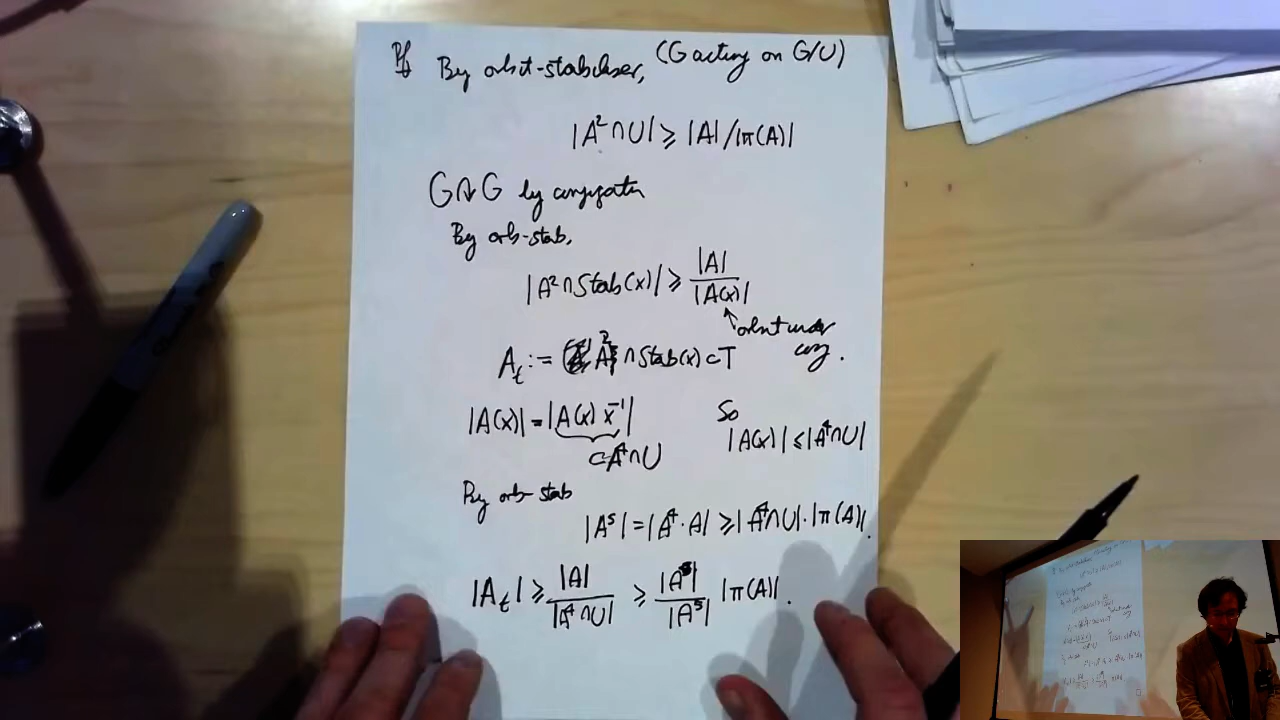 Pf By orbit-stabiliser, (G acting on G/U)
|A² ∩ U| ≥ |A| / |π(A)|
G ↷ G by conjugation
By orb-stab,
|A² ∩ Stab(x)| ≥ |A| / |A(x)|
orbit under conj.
A_t := A² ∩ Stab(x) ⊂ T
|A(x)| = |A(x) x⁻¹| So
⊂ A⁴ ∩ U |A(x)| ≤ |A⁴ ∩ U|
By orb-stab
|A⁵| = |A⁴ · A| ≥ |A⁴ ∩ U| · |π(A)|.
|A_t| ≥ |A| / |A⁴ ∩ U| ≥ |A| / |A⁵| |π(A)|.